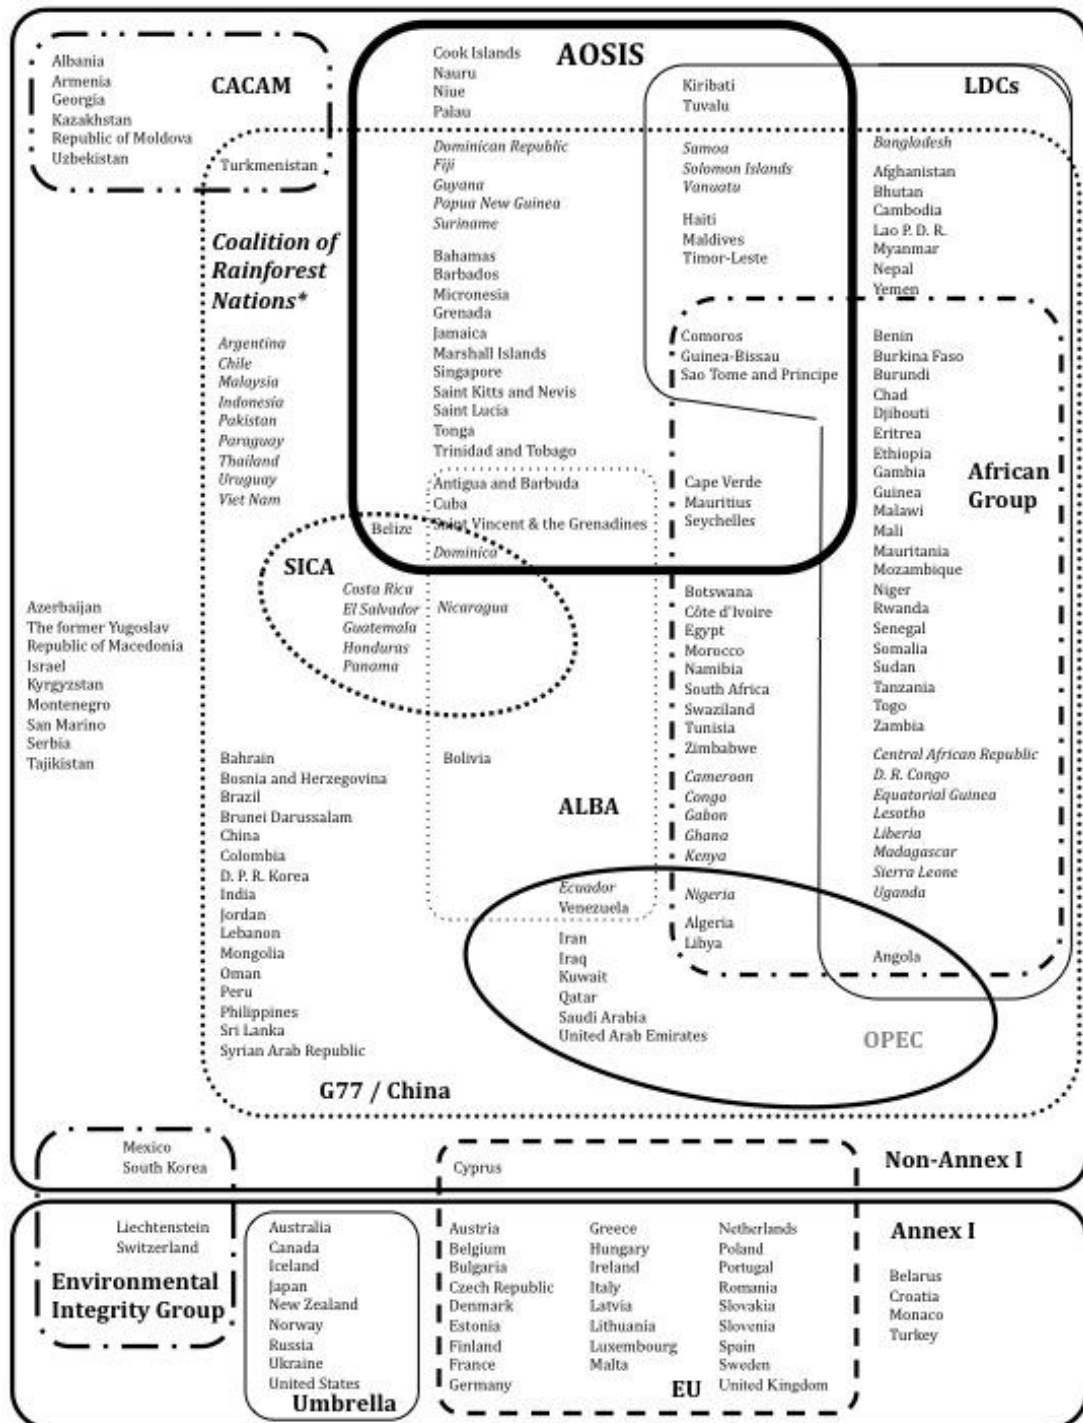 CACAM
Albania
Armenia
Georgia
Kazakhstan
Republic of Moldova
Uzbekistan
Turkmenistan
AOSIS
Cook Islands
Nauru
Niue
Palau
Dominican Republic
Fiji
Guyana
Papua New Guinea
Suriname
Bahamas
Barbados
Micronesia
Grenada
Jamaica
Marshall Islands
Singapore
Saint Kitts and Nevis
Saint Lucia
Tonga
Trinidad and Tobago
Antigua and Barbuda
Cuba
Saint Vincent & the Grenadines
Dominica
Belize
Kiribati
Tuvalu
Samoa
Solomon Islands
Vanuatu
Haiti
Maldives
Timor-Leste
Comoros
Guinea-Bissau
Sao Tome and Principe
Cape Verde
Mauritius
Seychelles
LDCs
Bangladesh
Afghanistan
Bhutan
Cambodia
Lao P. D. R.
Myanmar
Nepal
Yemen
Benin
Burkina Faso
Burundi
Chad
Djibouti
Eritrea
Ethiopia
Gambia
Guinea
Malawi
Mali
Mauritania
Mozambique
Niger
Rwanda
Senegal
Somalia
Sudan
Tanzania
Togo
Zambia
Central African Republic
D. R. Congo
Equatorial Guinea
Lesotho
Liberia
Madagascar
Sierra Leone
Uganda
Angola
African
Group
Coalition of
Rainforest
Nations*
Argentina
Chile
Malaysia
Indonesia
Pakistan
Paraguay
Thailand
Uruguay
Viet Nam
SICA
Costa Rica
El Salvador
Guatemala
Honduras
Panama
Nicaragua
Botswana
Côte d'Ivoire
Egypt
Morocco
Namibia
South Africa
Swaziland
Tunisia
Zimbabwe
Cameroon
Congo
Gabon
Ghana
Kenya
Nigeria
Algeria
Libya
Azerbaijan
The former Yugoslav
Republic of Macedonia
Israel
Kyrgyzstan
Montenegro
San Marino
Serbia
Tajikistan
Bahrain
Bosnia and Herzegovina
Brazil
Brunei Darussalam
China
Colombia
D. P. R. Korea
India
Jordan
Lebanon
Mongolia
Oman
Peru
Philippines
Sri Lanka
Syrian Arab Republic
Bolivia
ALBA
Ecuador
Venezuela
Iran
Iraq
Kuwait
Qatar
Saudi Arabia
United Arab Emirates
OPEC
G77 / China
Mexico
South Korea
Cyprus
Non-Annex I
Liechtenstein
Switzerland
Environmental
Integrity Group
Australia
Canada
Iceland
Japan
New Zealand
Norway
Russia
Ukraine
United States
Umbrella
Austria
Belgium
Bulgaria
Czech Republic
Denmark
Estonia
Finland
France
Germany
Greece
Hungary
Ireland
Italy
Latvia
Lithuania
Luxembourg
Malta
EU
Netherlands
Poland
Portugal
Romania
Slovakia
Slovenia
Spain
Sweden
United Kingdom
Annex I
Belarus
Croatia
Monaco
Turkey